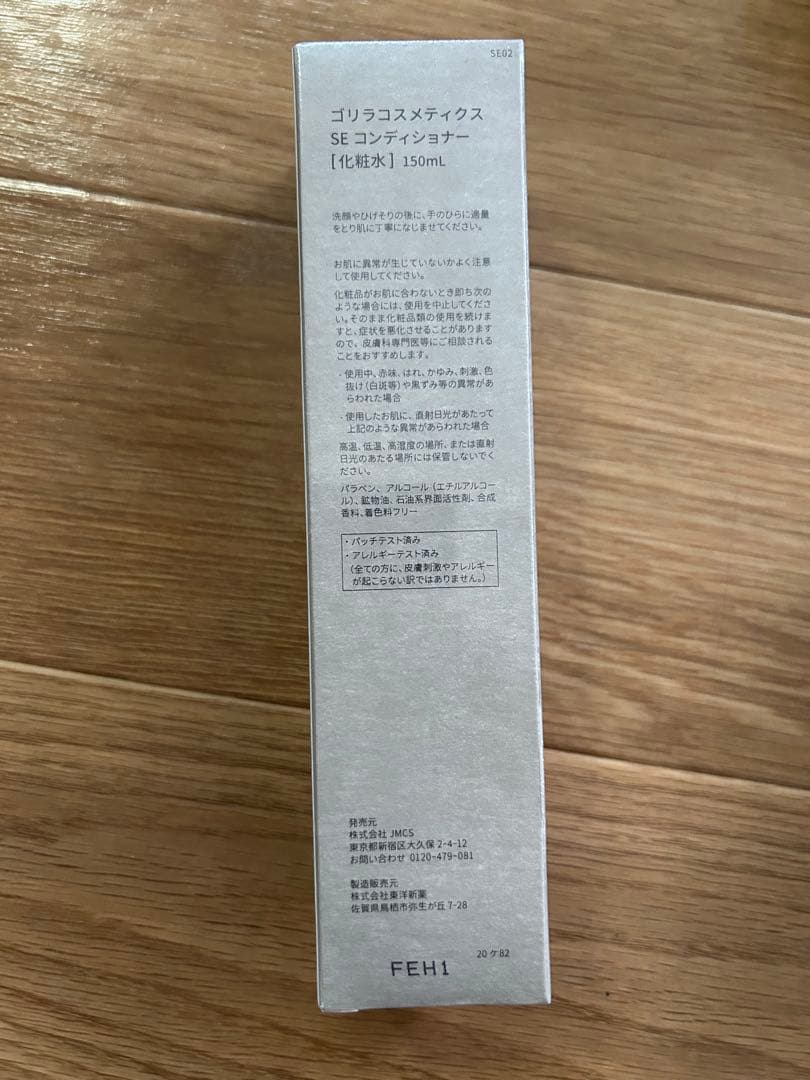 SE02
ゴリラコスメティクス
SE コンディショナー
[化粧水] 150mL
洗顔やひげそりの後に、手のひらに適量
をとり肌に丁寧になじませてください。
お肌に異常が生じていないかよく注意
して使用してください。
化粧品がお肌に合わないとき即ち次の
ような場合には、使用を中止してくださ
い。そのまま化粧品類の使用を続けま
すと、症状を悪化させることがあります
ので、皮膚科専門医等にご相談される
ことをおすすめします。
・使用中、赤味、はれ、かゆみ、刺激、色
抜け(白斑等)や黒ずみ等の異常があ
らわれた場合
・使用したお肌に、直射日光があたって
上記のような異常があらわれた場合
高温、低温、高湿度の場所、または直射
日光のあたる場所には保管しないでく
ださい。
パラベン、アルコール(エチルアルコー
ル)、鉱物油、石油系界面活性剤、合成
香料、着色料フリー
・パッチテスト済み
・アレルギーテスト済み
(全ての方に、皮膚刺激やアレルギー
が起こらない訳ではありません。)
発売元
株式会社 JMCS
東京都新宿区大久保 2-4-12
お問い合わせ 0120-479-081
製造販売元
株式会社東洋新薬
佐賀県鳥栖市弥生が丘 7-28
20 ケ 82
FEH1